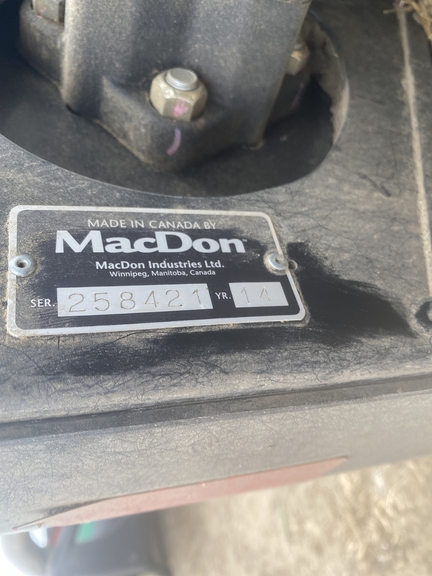 MADE IN CANADA BY
MacDon
MacDon Industries Ltd.
Winnipeg, Manitoba, Canada
SER. 258421 YR. 14